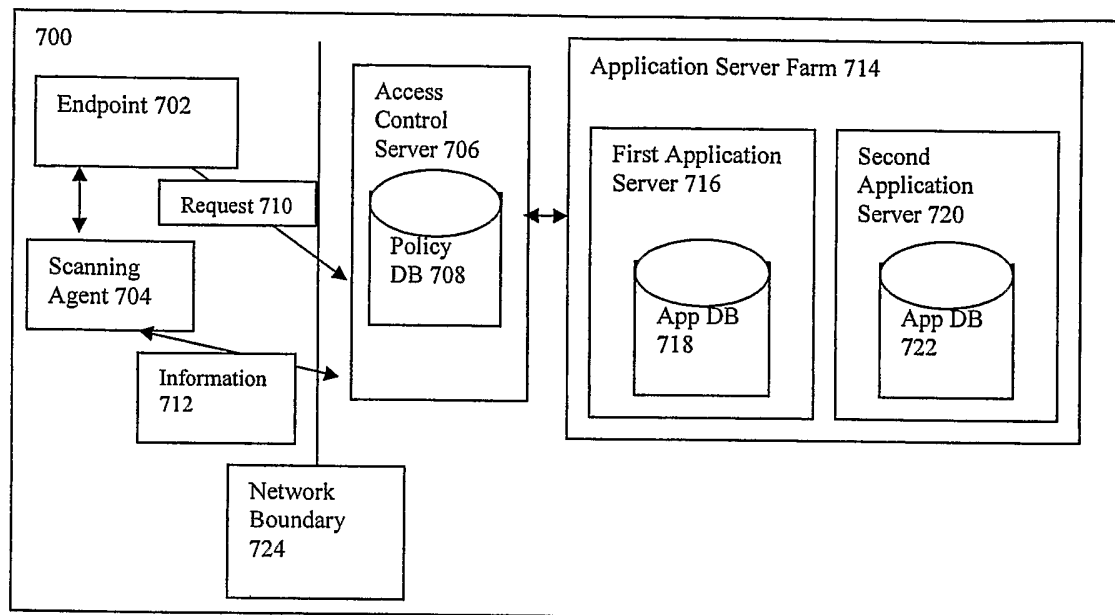 700
Endpoint 702
Request 710
Scanning
Agent 704
Information
712
Network
Boundary
724
Access
Control
Server 706
Policy
DB 708
Application Server Farm 714
First Application
Server 716
App DB
718
Second
Application
Server 720
App DB
722